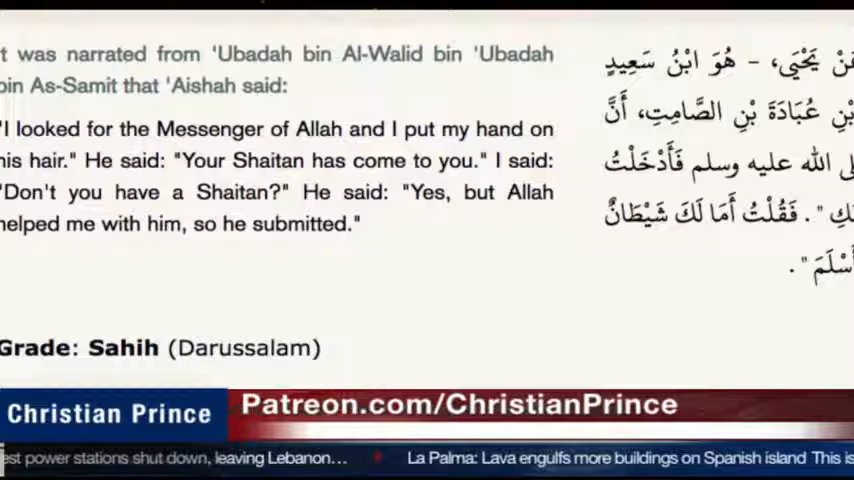 t was narrated from 'Ubadah bin Al-Walid bin 'Ubadah
bin As-Samit that 'Aishah said:
"I looked for the Messenger of Allah and I put my hand on
his hair." He said: "Your Shaitan has come to you." I said:
"Don't you have a Shaitan?" He said: "Yes, but Allah
helped me with him, so he submitted."
Grade: Sahih (Darussalam)
يَحْيَى، - هُوَ ابْنُ سَعِيدٍ
بْنِ عُبَادَةَ بْنِ الصَّامِتِ، أَنَّ
الله عليه وسلم فَأَدْخَلْتُ
". فَقُلْتُ أَمَا لَكَ شَيْطَانٌ
أَسْلَمَ ".
Christian Prince
Patreon.com/ChristianPrince
est power stations shut down, leaving Lebanon... La Palma: Lava engulfs more buildings on Spanish island This is